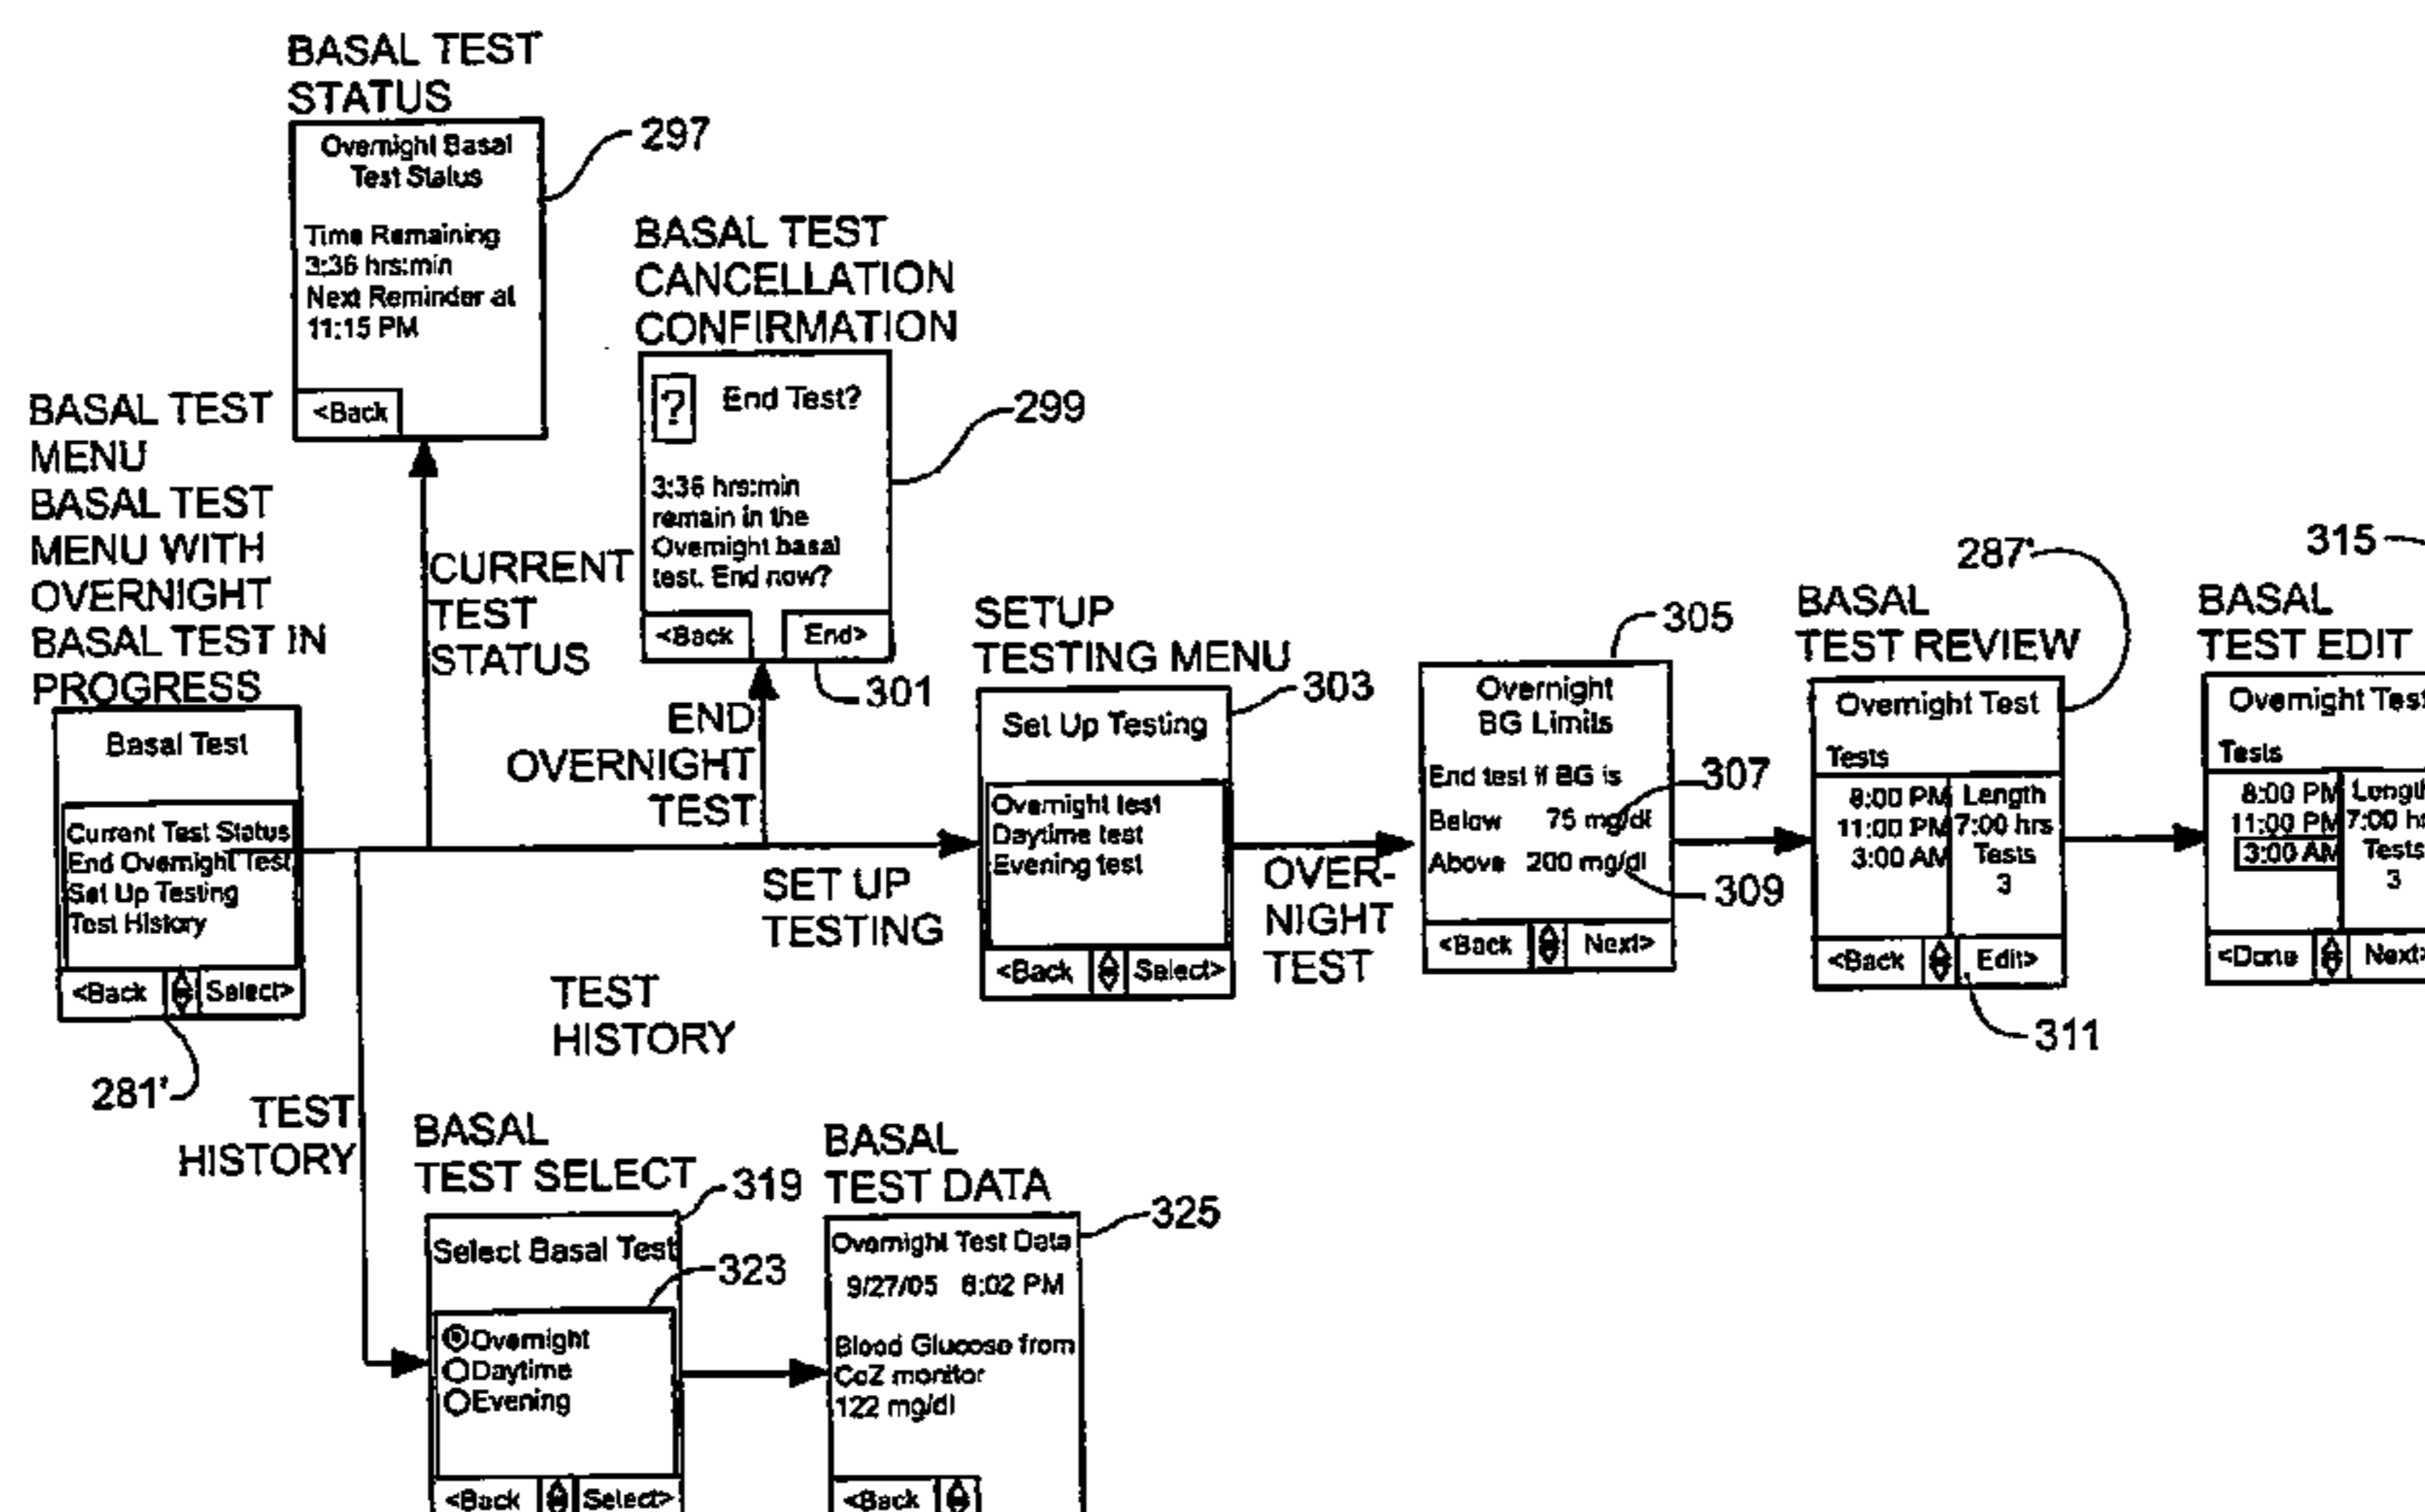 BASAL TEST
STATUS
Overnight Basal
Test Status
Time Remaining
3:36 hrs:min
Next Reminder at
11:15 PM
<Back
297
BASAL TEST
CANCELLATION
CONFIRMATION
? End Test?
3:36 hrs:min
remain in the
Overnight basal
test. End now?
<Back End>
299
301
BASAL TEST
MENU
BASAL TEST
MENU WITH
OVERNIGHT
BASAL TEST IN
PROGRESS
Basal Test
Current Test Status
End Overnight Test
Set Up Testing
Test History
<Back Select>
281'
CURRENT
TEST
STATUS
END
OVERNIGHT
TEST
SET UP
TESTING
TEST
HISTORY
TEST
HISTORY
SETUP
TESTING MENU
303
Set Up Testing
Overnight test
Daytime test
Evening test
<Back Select>
OVER-
NIGHT
TEST
305
Overnight
BG Limits
End test if BG is
Below 75 mg/dl
Above 200 mg/dl
<Back Next>
307
309
287'
BASAL
TEST REVIEW
Overnight Test
Tests
8:00 PM Length
11:00 PM 7:00 hrs
3:00 AM Tests
3
<Back Edit>
311
315
BASAL
TEST EDIT
Overnight Test
Tests
8:00 PM Length
11:00 PM 7:00 h
3:00 AM Tests
3
<Done Next>
BASAL
TEST SELECT
319
Select Basal Test
323
Overnight
Daytime
Evening
<Back Select>
BASAL
TEST DATA
325
Overnight Test Data
9/27/05 8:02 PM
Blood Glucose from
CoZ monitor
122 mg/dl
<Back